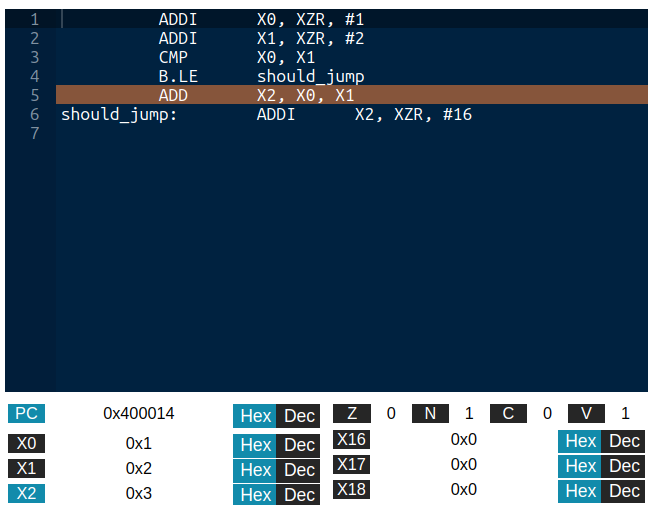 1 ADDI X0, XZR, #1
2 ADDI X1, XZR, #2
3 CMP X0, X1
4 B.LE should_jump
5 ADD X2, X0, X1
6 should_jump: ADDI X2, XZR, #16
7
PC 0x400014 Hex Dec Z 0 N 1 C 0 V 1
X0 0x1 Hex Dec X16 0x0 Hex Dec
X1 0x2 Hex Dec X17 0x0 Hex Dec
X2 0x3 Hex Dec X18 0x0 Hex Dec